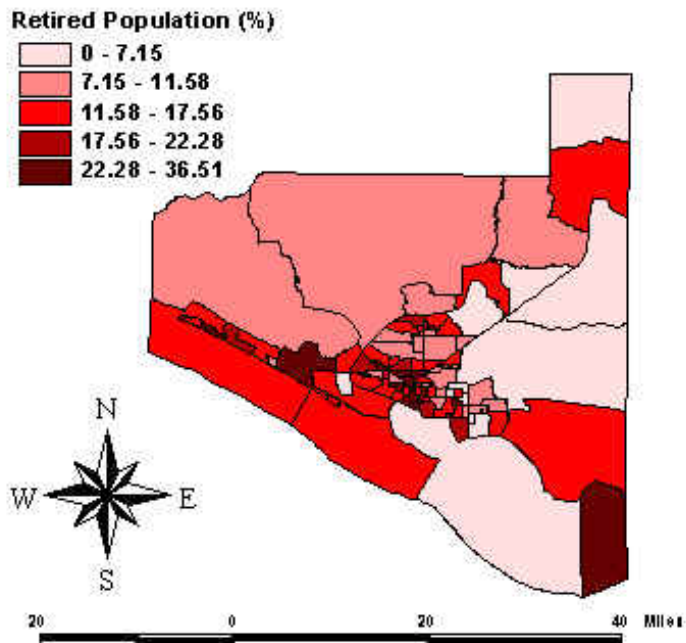 Retired Population (%)
0 - 7.15
7.15 - 11.58
11.58 - 17.56
17.56 - 22.28
22.28 - 36.51
N
W E
S
20 0 20 40 Miles